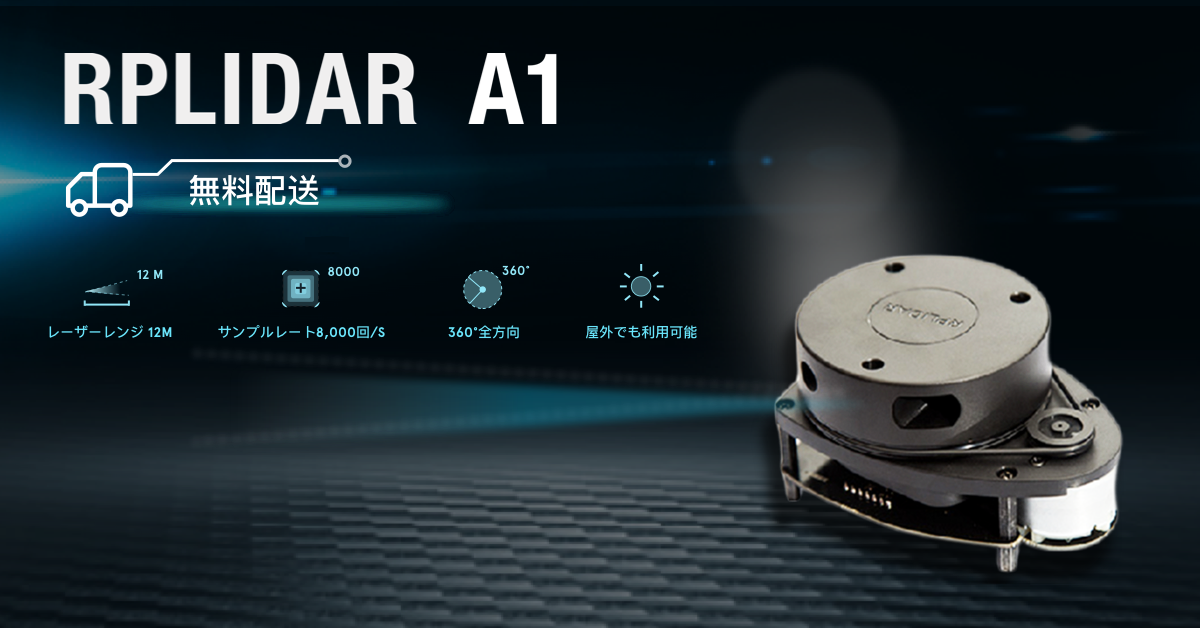 RPLIDAR A1
無料配送
12 M
8000
360°
レーザーレンジ 12M
サンプルレート8,000回/S
360°全方向
屋外でも利用可能
RPLIDAR